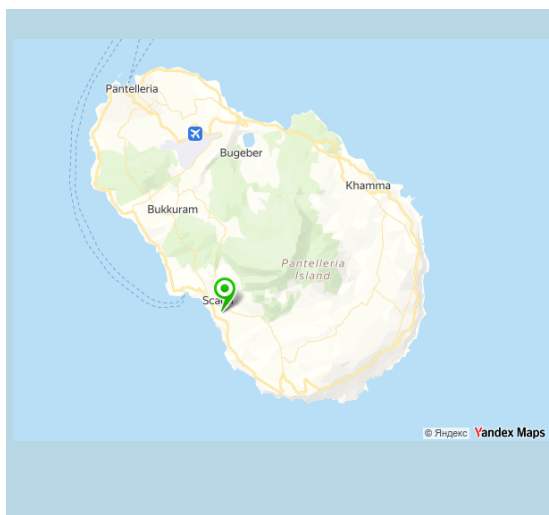 Pantelleria
Bugeber
Khamma
Bukkuram
Pantelleria
Island
© Яндекс Yandex Maps